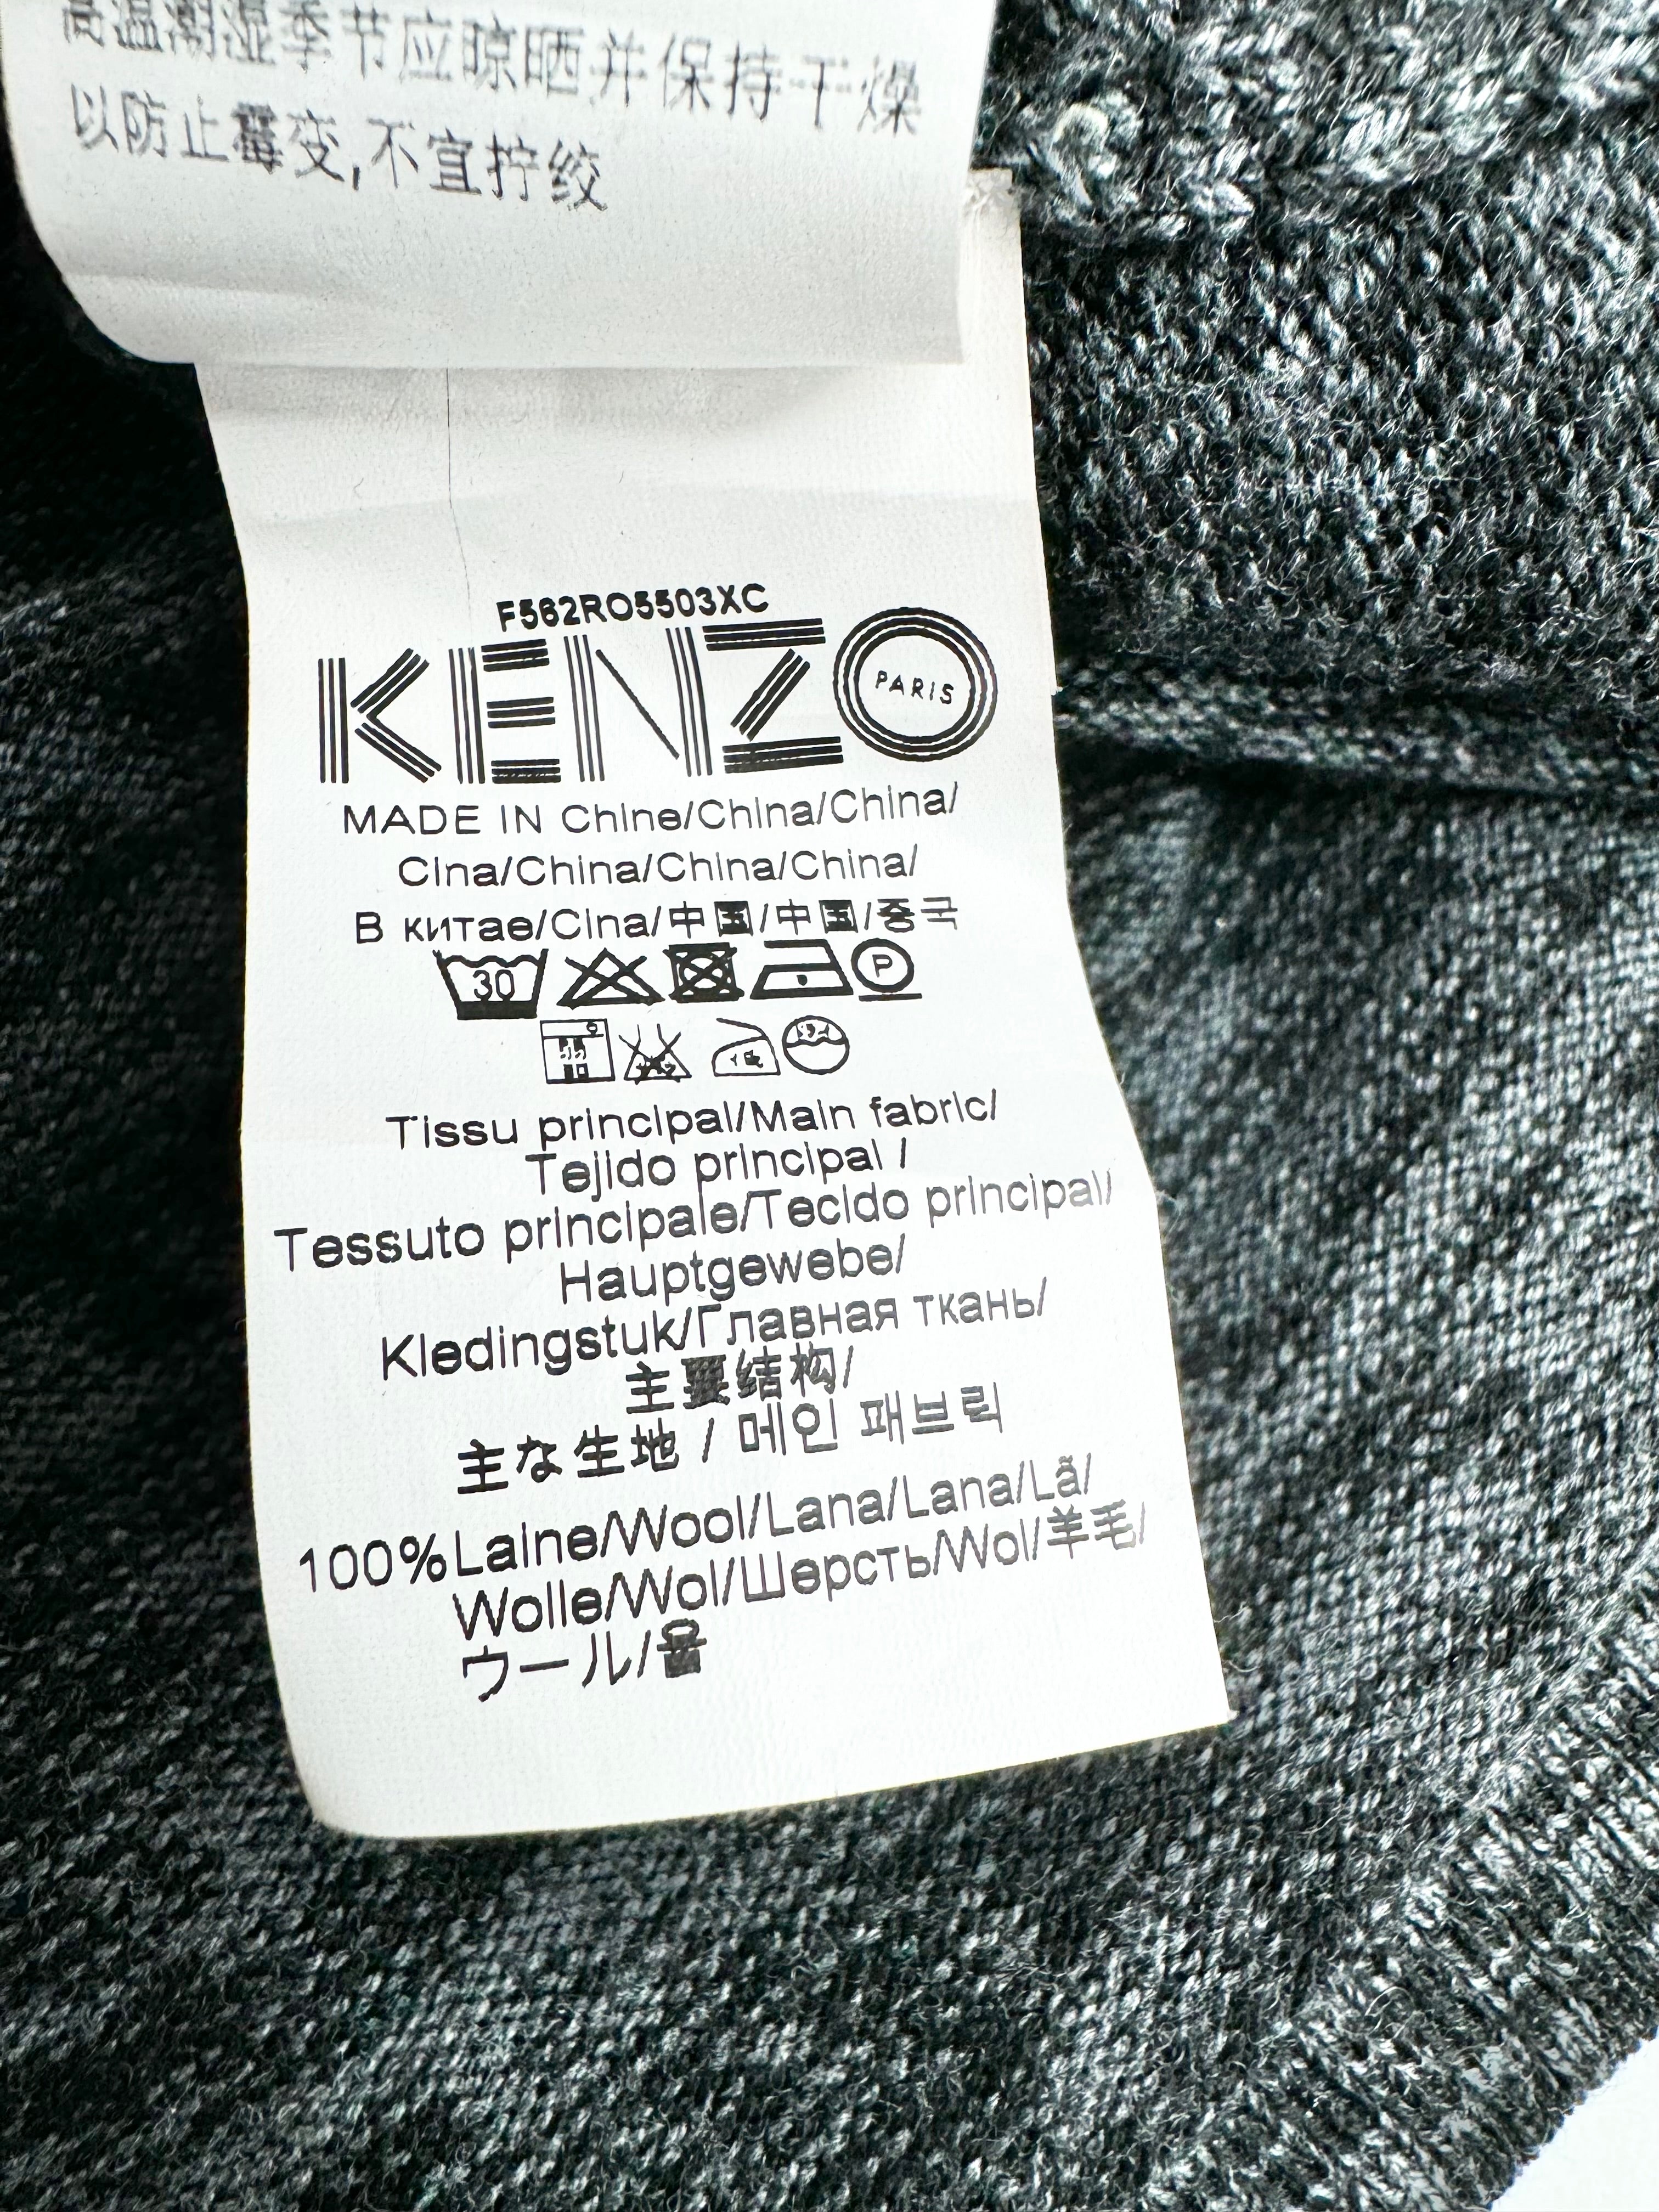 高温潮湿季节应晾晒并保持干燥
以防止霉变,不宜拧绞
F562RO5503XC
KENZO
PARIS
MADE IN Chine/China/China/
Cina/China/China/China/
В китае/Cina/中国/中国/중국
30
P
Tissu principal/Main fabric/
Tejido principal /
Tessuto principale/Tecido principal/
Hauptgewebe/
Kledingstuk/Главная ткань/
主要结构/
主な生地 / 메인 패브릭
100%Laine/Wool/Lana/Lana/Lã/
Wolle/Wol/Шерсть/Wol/羊毛/
ウール/울